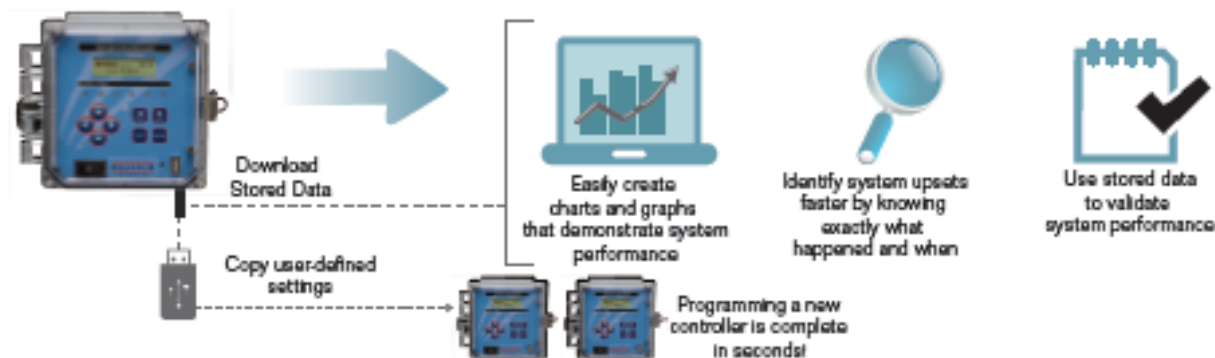 Download
Stored Data
Easily create
charts and graphs
that demonstrate system
performance
Identify system upsets
faster by knowing
exactly what
happened and when
Use stored data
to validate
system performance
Copy user-defined
settings
Programming a new
controller is complete
in seconds!